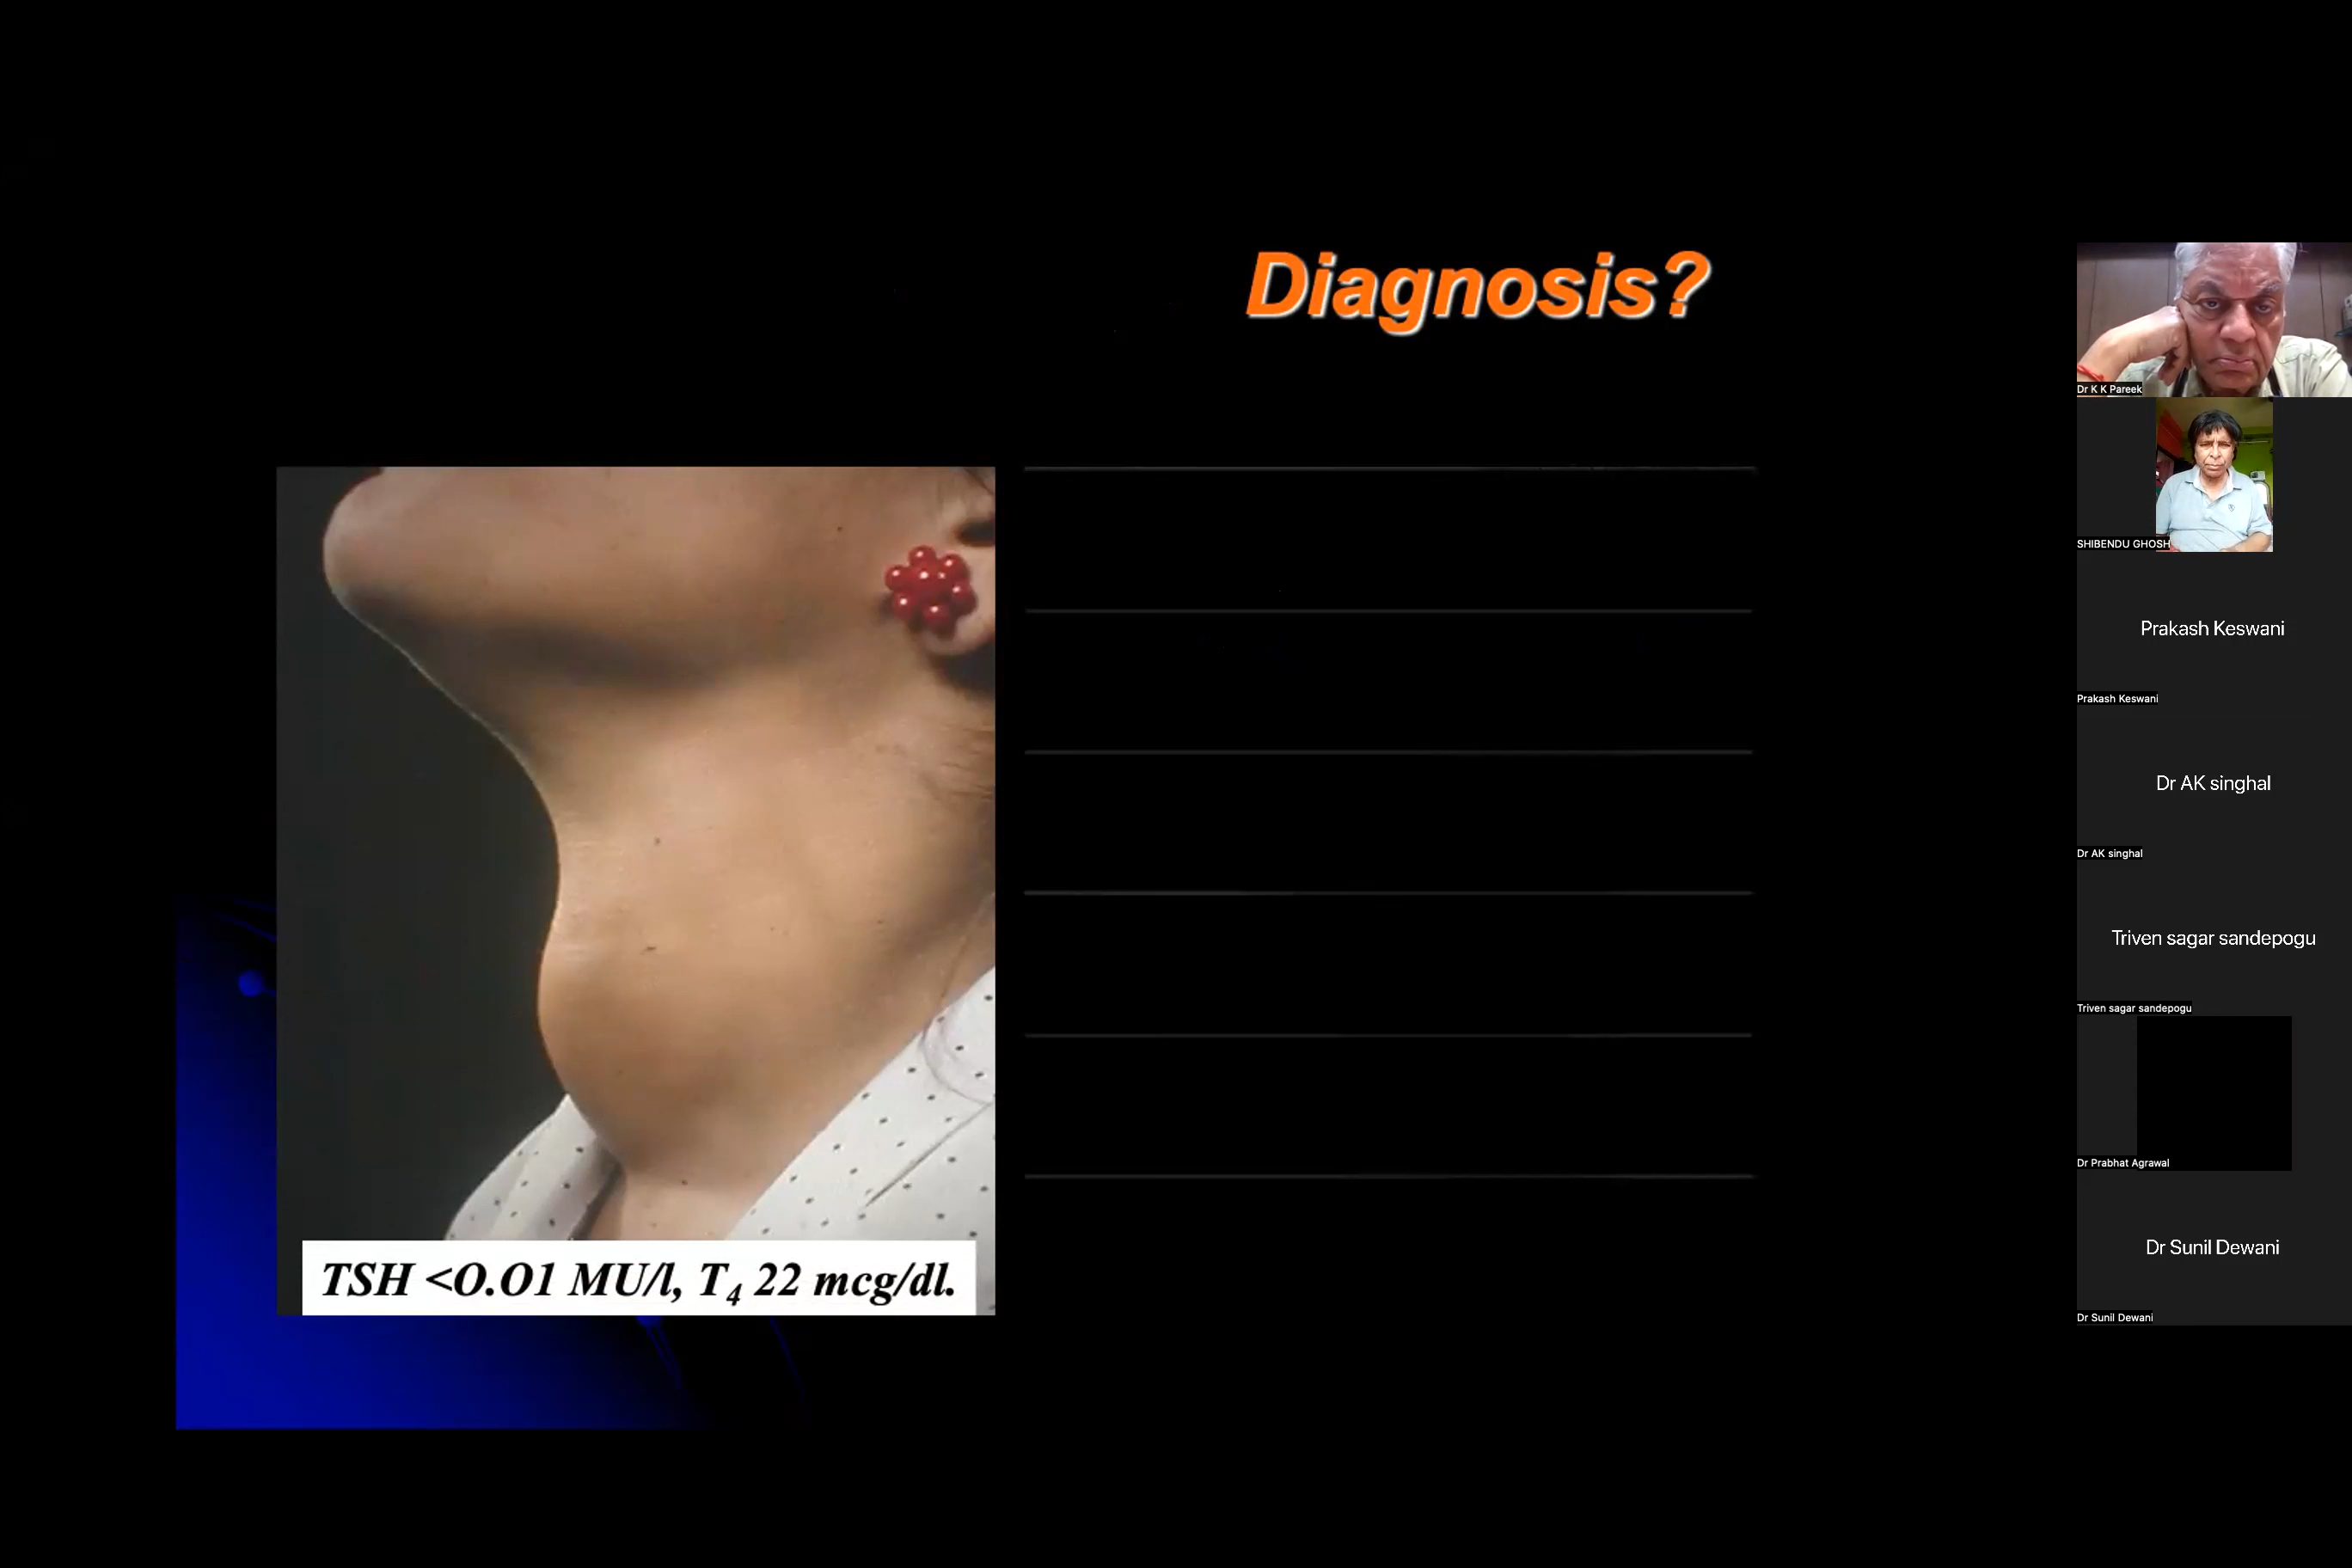 Diagnosis?
TSH <0.01 MU/l, T4 22 mcg/dl.
Dr K K Pareek
SHIBENDU GHOSH
Prakash Keswani
Prakash Keswani
Dr AK singhal
Dr AK singhal
Triven sagar sandepogu
Triven sagar sandepogu
Dr Prabhat Agrawal
Dr Sunil Dewani
Dr Sunil Dewani